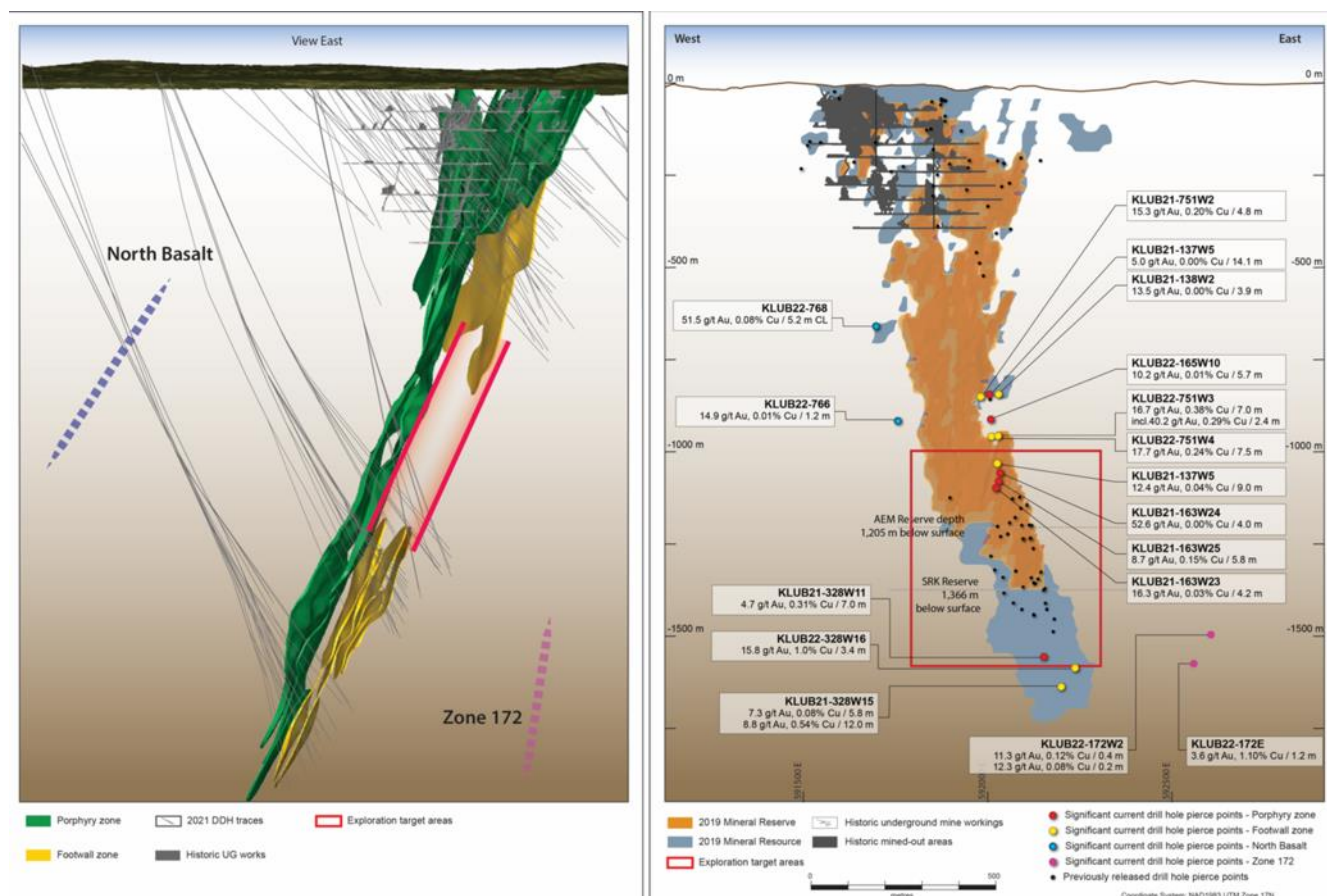 View East
North Basalt
Zone 172
Porphyry zone
2021 DDH traces
Exploration target areas
Footwall zone
Historic UG works
West
East
0 m
0 m
-500 m
-500 m
-1000 m
-1000 m
-1500 m
-1500 m
KLUB21-751W2
15.3 g/t Au, 0.20% Cu / 4.8 m
KLUB21-137W5
5.0 g/t Au, 0.00% Cu / 14.1 m
KLUB21-138W2
13.5 g/t Au, 0.00% Cu / 3.9 m
KLUB22-768
51.5 g/t Au, 0.08% Cu / 5.2 m CL
KLUB22-165W10
10.2 g/t Au, 0.01% Cu / 5.7 m
KLUB22-766
14.9 g/t Au, 0.01% Cu / 1.2 m
KLUB22-751W3
16.7 g/t Au, 0.38% Cu / 7.0 m
incl.40.2 g/t Au, 0.29% Cu / 2.4 m
KLUB22-751W4
17.7 g/t Au, 0.24% Cu / 7.5 m
KLUB21-137W5
12.4 g/t Au, 0.04% Cu / 9.0 m
AEM Reserve depth
1,205 m below surface
KLUB21-163W24
52.6 g/t Au, 0.00% Cu / 4.0 m
KLUB21-163W25
8.7 g/t Au, 0.15% Cu / 5.8 m
SRK Reserve
1,366 m
below surface
KLUB21-163W23
16.3 g/t Au, 0.03% Cu / 4.2 m
KLUB21-328W11
4.7 g/t Au, 0.31% Cu / 7.0 m
KLUB22-328W16
15.8 g/t Au, 1.0% Cu / 3.4 m
KLUB21-328W15
7.3 g/t Au, 0.08% Cu / 5.8 m
8.8 g/t Au, 0.54% Cu / 12.0 m
KLUB22-172W2
11.3 g/t Au, 0.12% Cu / 0.4 m
12.3 g/t Au, 0.08% Cu / 0.2 m
KLUB22-172E
3.6 g/t Au, 1.10% Cu / 1.2 m
591500 E
592500 E
2019 Mineral Reserve
Historic underground mine workings
2019 Mineral Resource
Historic mined-out areas
Exploration target areas
0
500
metres
Significant current drill hole pierce points - Porphyry zone
Significant current drill hole pierce points - Footwall zone
Significant current drill hole pierce points - North Basalt
Significant current drill hole pierce points - Zone 172
Previously released drill hole pierce points
Coordinate System: NAD1983 UTM Zone 17N